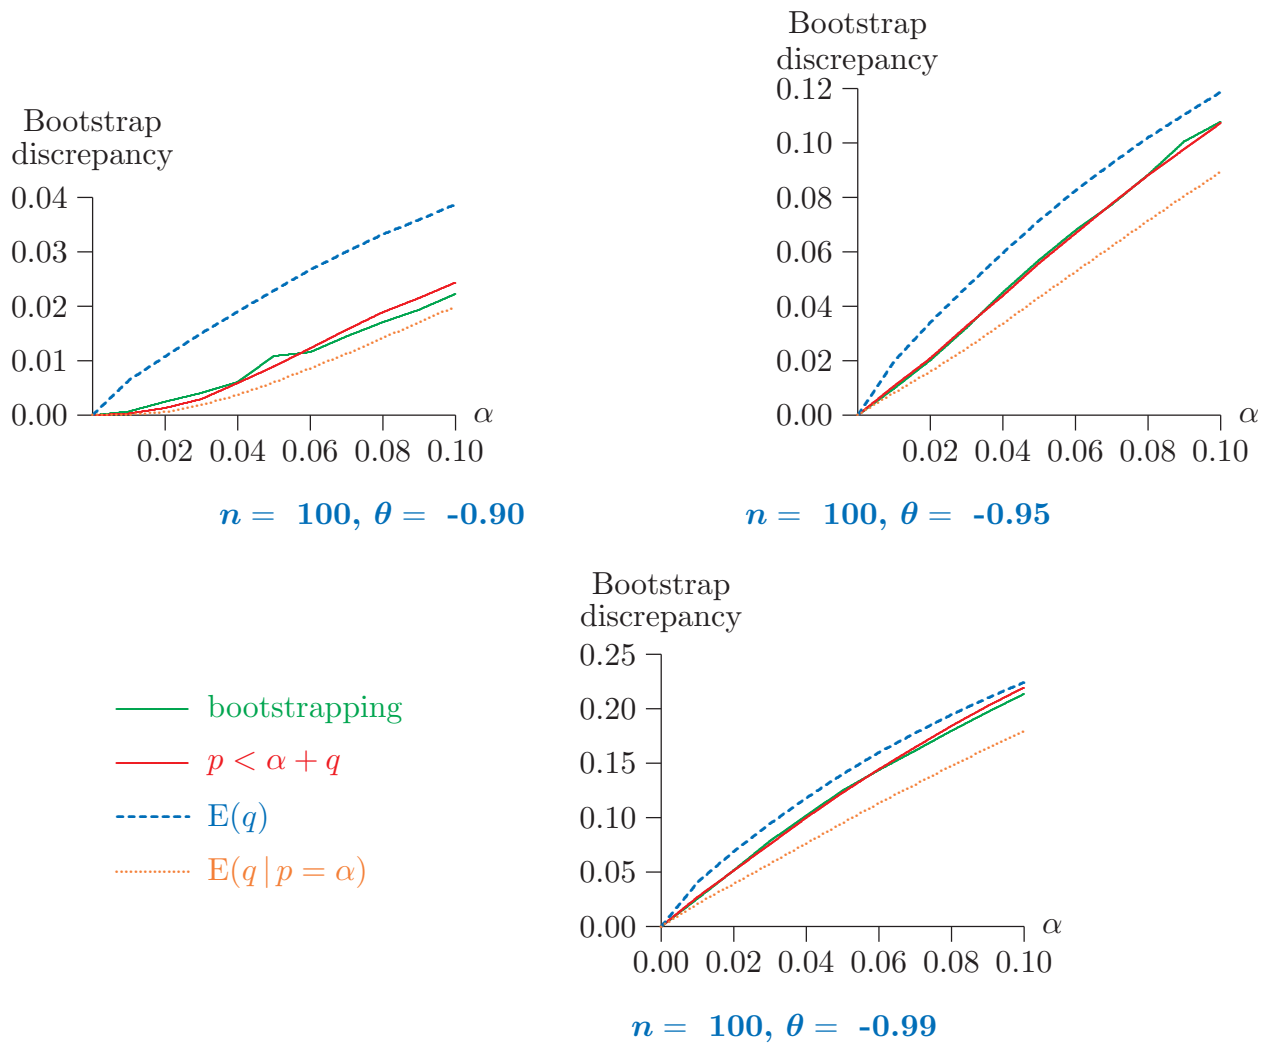 Bootstrap
discrepancy
0.04
0.03
0.02
0.01
0.00
0.02 0.04 0.06 0.08 0.10
α
n = 100, θ = -0.90
Bootstrap
discrepancy
0.12
0.10
0.08
0.06
0.04
0.02
0.00
0.02 0.04 0.06 0.08 0.10
α
n = 100, θ = -0.95
bootstrapping
p < α + q
E(q)
E(q | p = α)
Bootstrap
discrepancy
0.25
0.20
0.15
0.10
0.05
0.00
0.00 0.02 0.04 0.06 0.08 0.10
α
n = 100, θ = -0.99